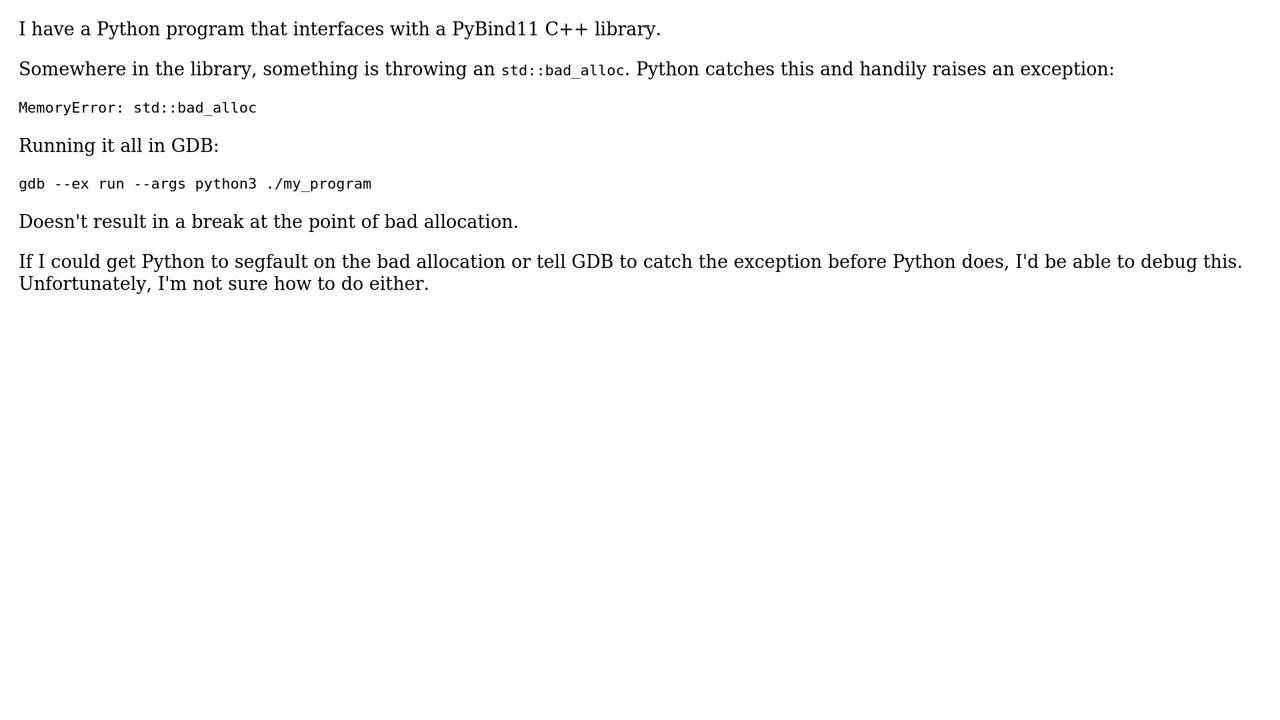 I have a Python program that interfaces with a PyBind11 C++ library.
Somewhere in the library, something is throwing an std::bad_alloc. Python catches this and handily raises an exception:
MemoryError: std::bad_alloc
Running it all in GDB:
gdb --ex run --args python3 ./my_program
Doesn't result in a break at the point of bad allocation.
If I could get Python to segfault on the bad allocation or tell GDB to catch the exception before Python does, I'd be able to debug this.
Unfortunately, I'm not sure how to do either.